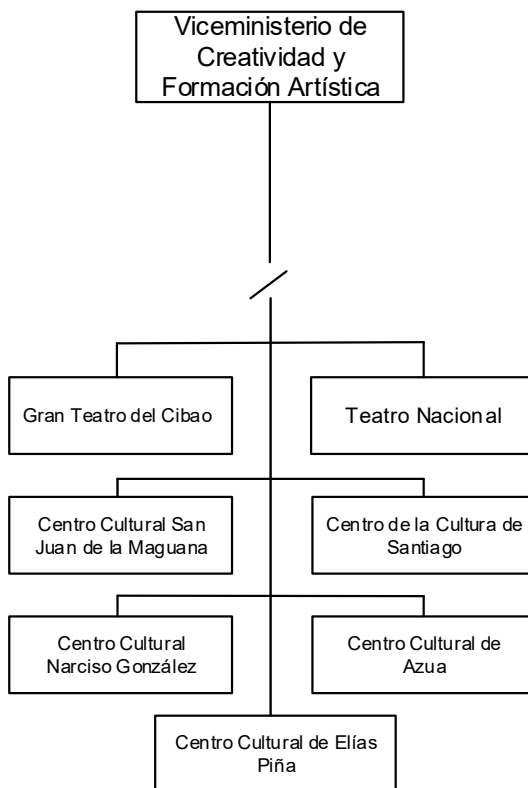 Viceministerio de
Creatividad y
Formación Artística
Gran Teatro del Cibao
Teatro Nacional
Centro Cultural San
Juan de la Maguana
Centro de la Cultura de
Santiago
Centro Cultural
Narciso González
Centro Cultural de
Azua
Centro Cultural de Elías
Piña